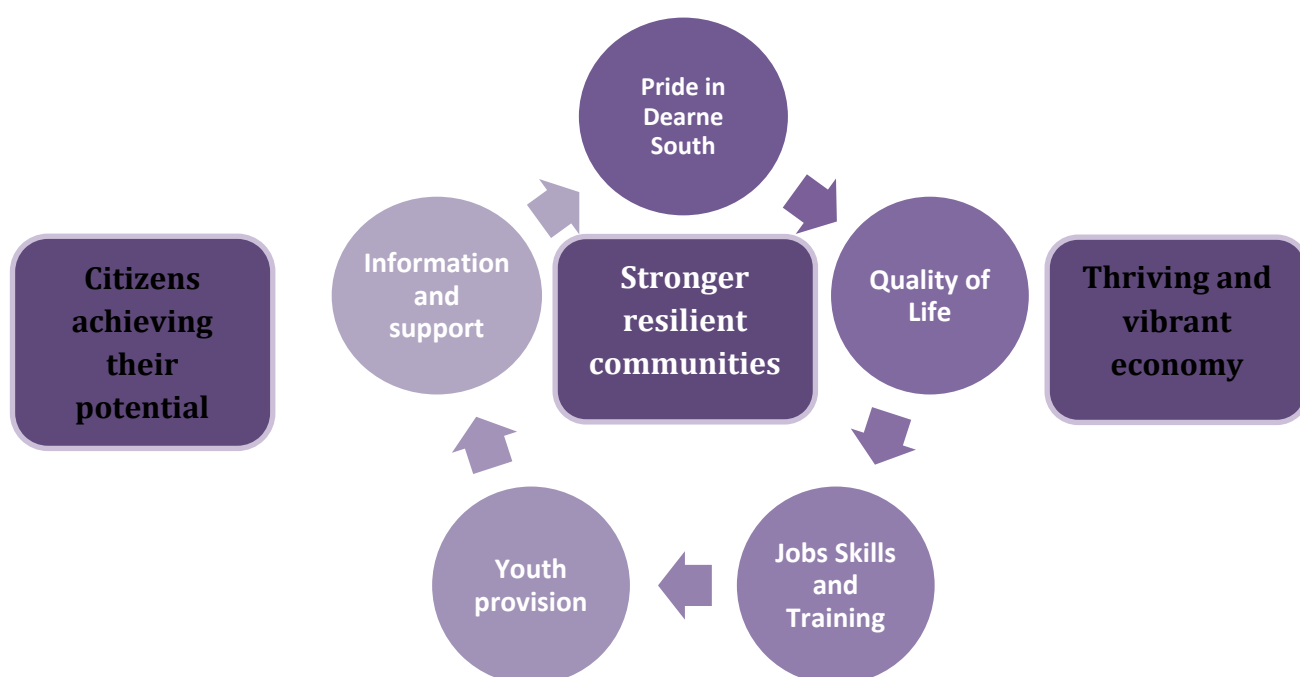 Pride in
Dearne
South
Information
and
support
Stronger
resilient
communities
Quality of
Life
Citizens
achieving
their
potential
Thriving and
vibrant
economy
Youth
provision
Jobs Skills
and
Training